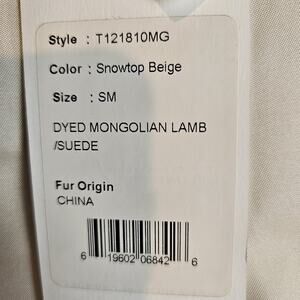 Style : T121810MG
Color : Snowtop Beige
Size : SM
DYED MONGOLIAN LAMB
/SUEDE
Fur Origin
CHINA
6 19602 06842 6